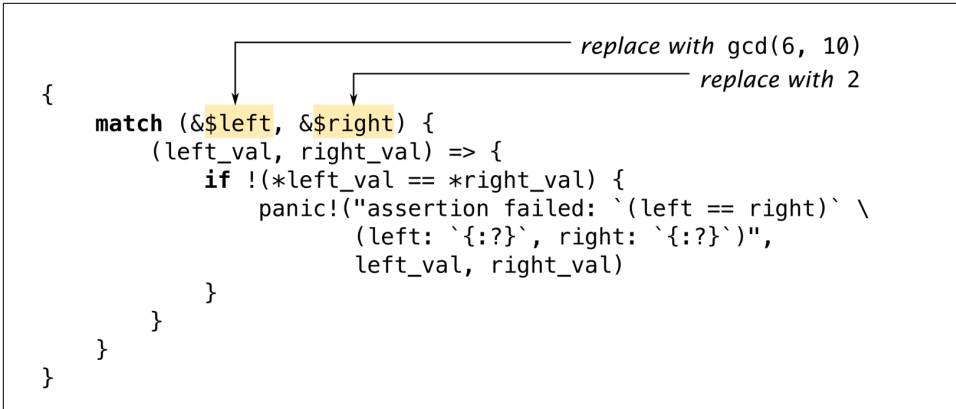 replace with gcd(6, 10)
replace with 2
{
    match (&$left, &$right) {
        (left_val, right_val) => {
            if !(*left_val == *right_val) {
                panic!("assertion failed: `(left == right)` \
                       (left: `{:?}`, right: `{:?}`)",
                       left_val, right_val)
            }
        }
    }
}